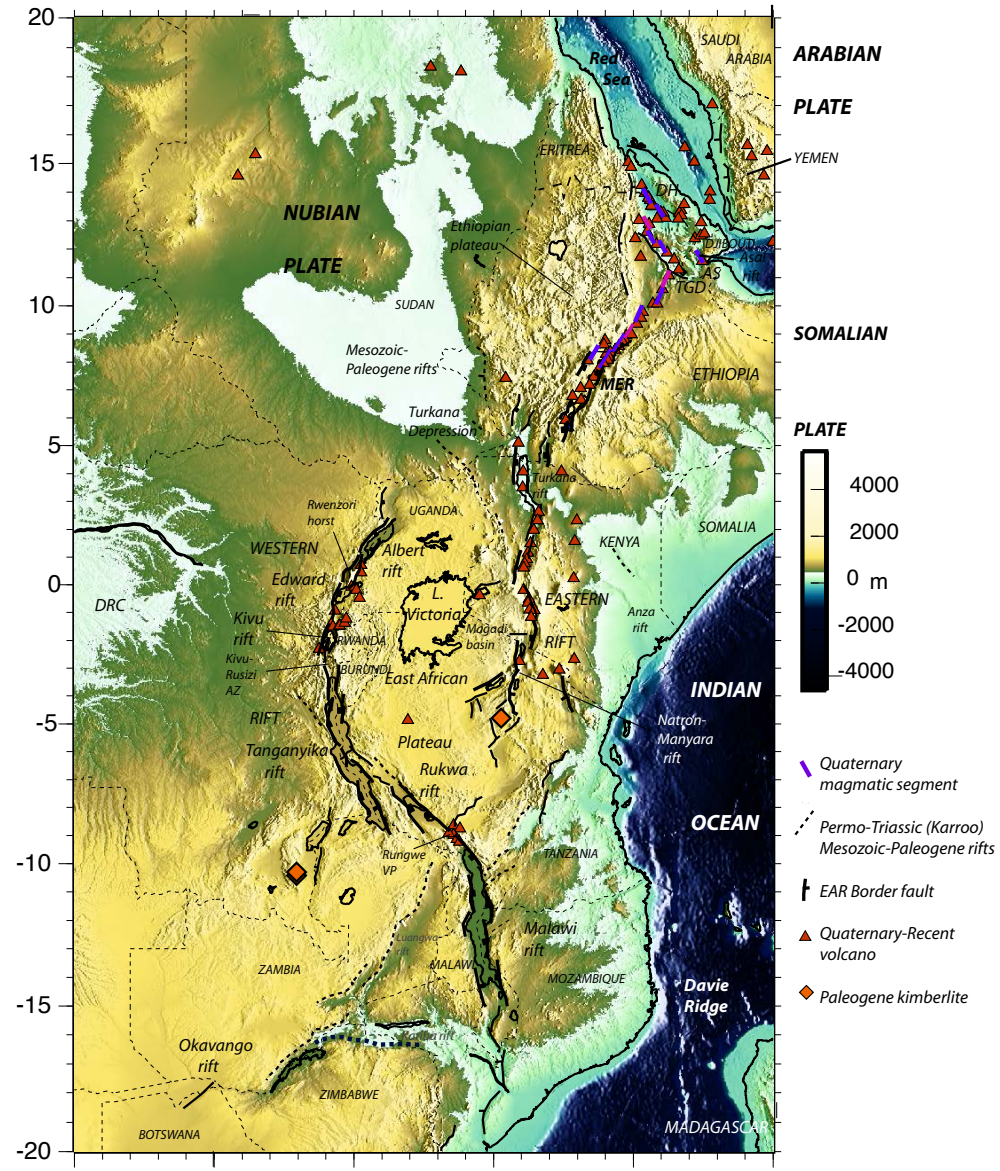 20
15
10
5
0
-5
-10
-15
-20
Red
Sea
SAUDI
ARABIA
ERITREA
DH
NUBIAN
PLATE
Ethiopian
plateau
DJIBOUTI
Asal
rift
AS
TGD
SUDAN
Mesozoic-
Paleogene rifts
MER
ETHIOPIA
Turkana
Depression
Turkana
rift
Rwenzori
horst
UGANDA
SOMALIA
KENYA
WESTERN
Albert
rift
Edward
rift
L.
Victoria
EASTERN
DRC
Kivu
rift
RWANDA
Magadi
basin
Anza
rift
RIFT
Kivu-
Rusizi
AZ
BURUNDI
East African
INDIAN
RIFT
Natron-
Manyara
rift
Plateau
Tanganyika
rift
Rukwa
rift
OCEAN
Rungwe
VP
TANZANIA
Luangwa
rift
Malawi
rift
ZAMBIA
MALAWI
MOZAMBIQUE
Davie
Ridge
Okavango
rift
rift
ZIMBABWE
BOTSWANA
MADAGASCAR
ARABIAN
PLATE
YEMEN
SOMALIAN
PLATE
4000
2000
0 m
-2000
-4000
Quaternary
magmatic segment
Permo-Triassic (Karoo)
Mesozoic-Paleogene rifts
EAR Border fault
Quaternary-Recent
volcano
Paleogene kimberlite